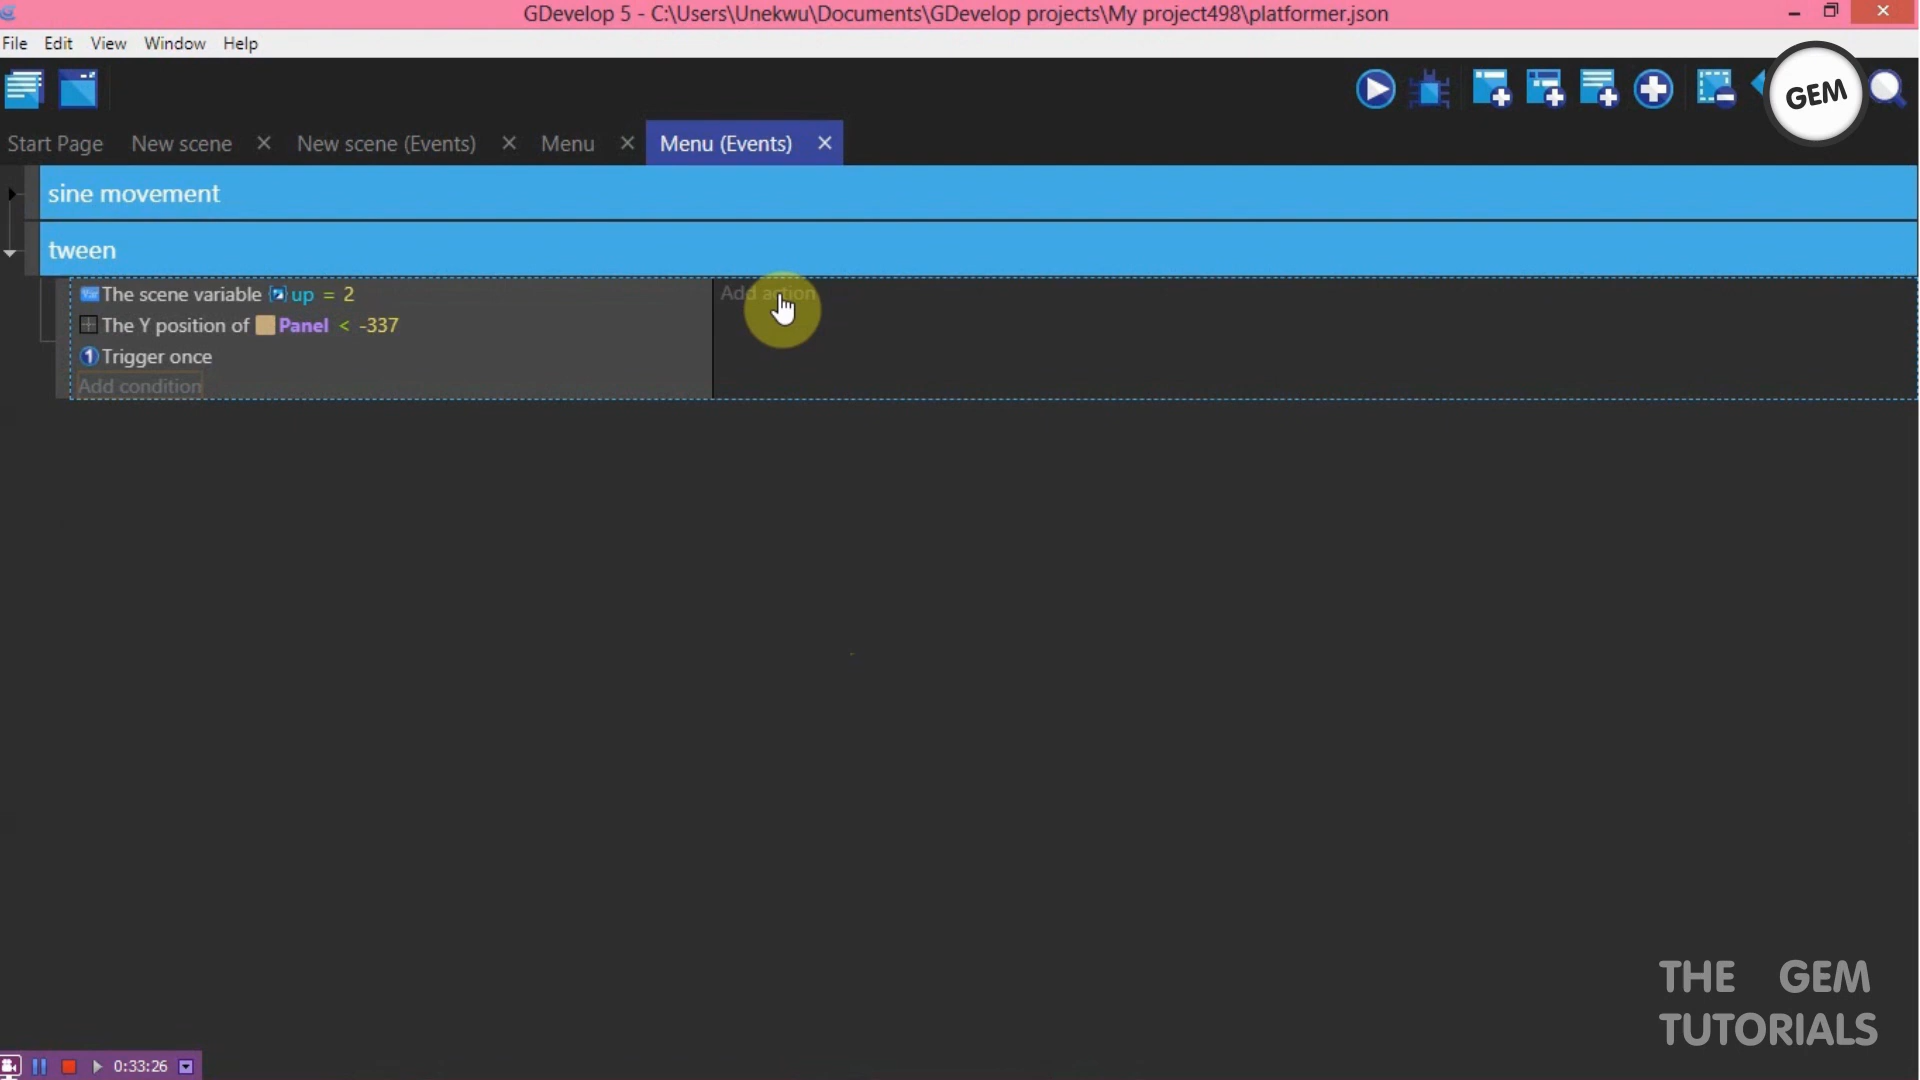 GDevelop 5 - C:\Users\Unekwu\Documents\GDevelop projects\My project498\platformer.json
File Edit View Window Help
GEM
Start Page New scene New scene (Events) Menu Menu (Events)
sine movement
tween
The scene variable up = 2
Add action
The Y position of Panel < -337
Trigger once
Add condition
THE GEM
TUTORIALS
0:33:26